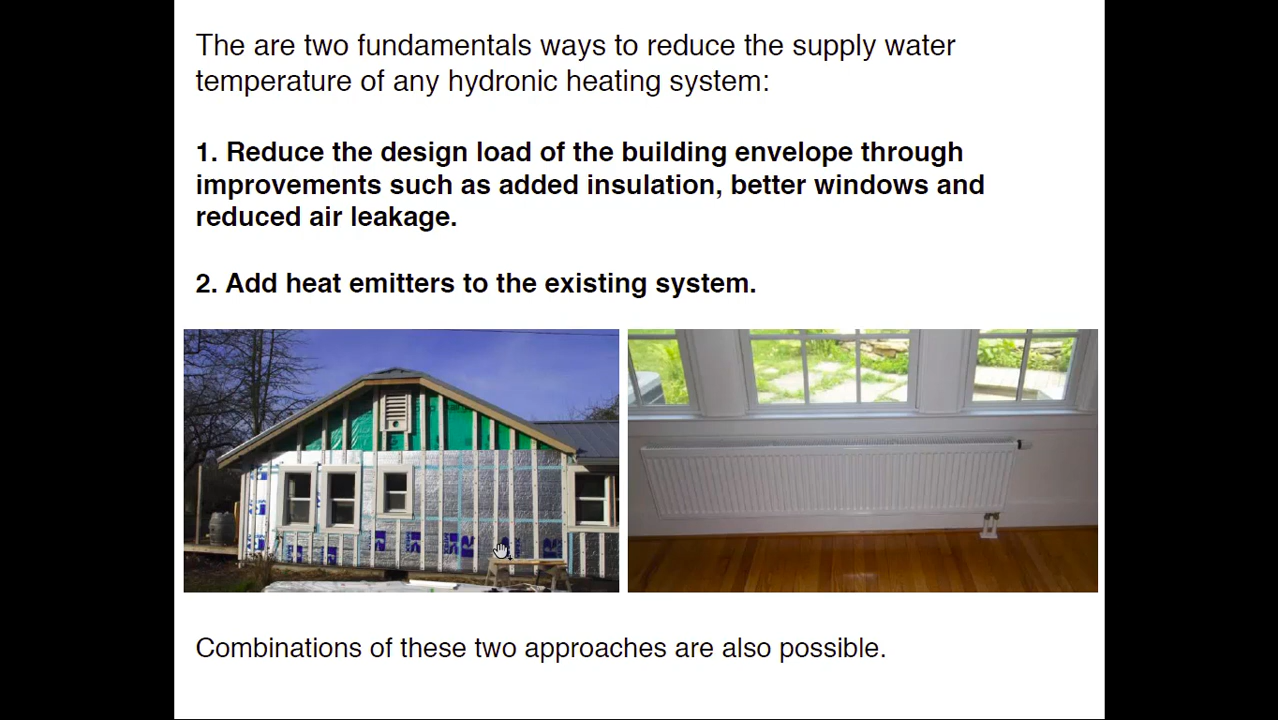 The are two fundamentals ways to reduce the supply water
temperature of any hydronic heating system:
1. Reduce the design load of the building envelope through
improvements such as added insulation, better windows and
reduced air leakage.
2. Add heat emitters to the existing system.
Combinations of these two approaches are also possible.